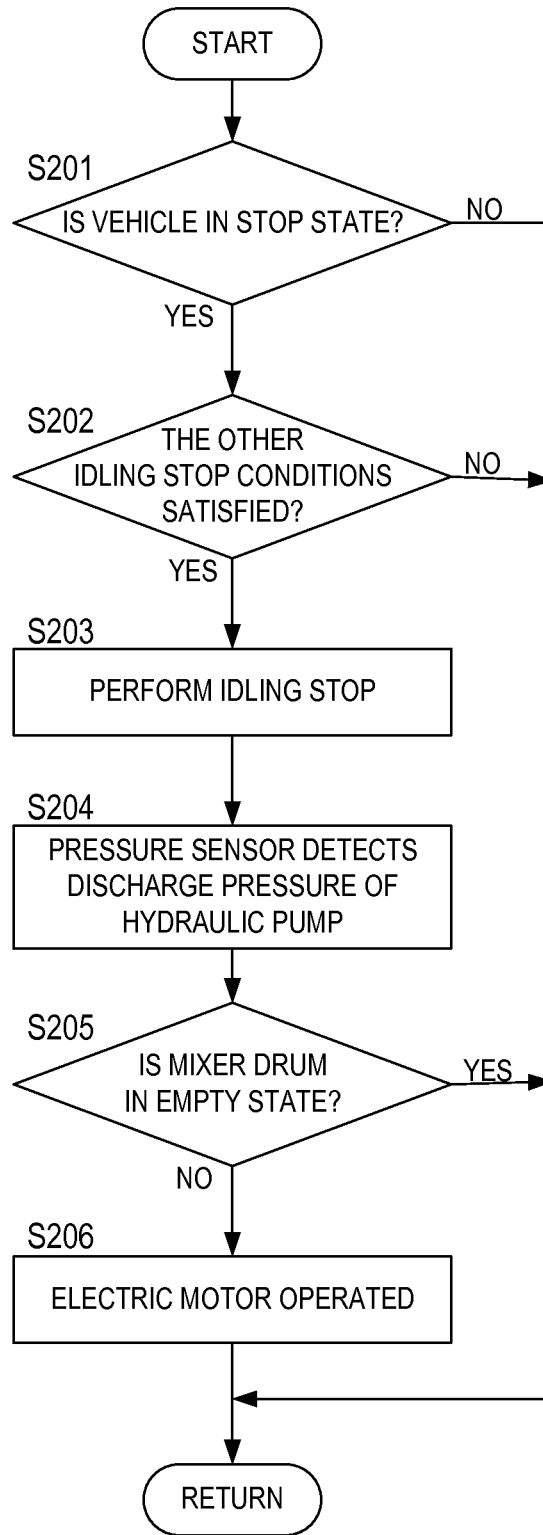 START
S201
IS VEHICLE IN STOP STATE?
NO
YES
S202
THE OTHER
IDLING STOP CONDITIONS
SATISFIED?
NO
YES
S203
PERFORM IDLING STOP
S204
PRESSURE SENSOR DETECTS
DISCHARGE PRESSURE OF
HYDRAULIC PUMP
S205
IS MIXER DRUM
IN EMPTY STATE?
YES
NO
S206
ELECTRIC MOTOR OPERATED
RETURN